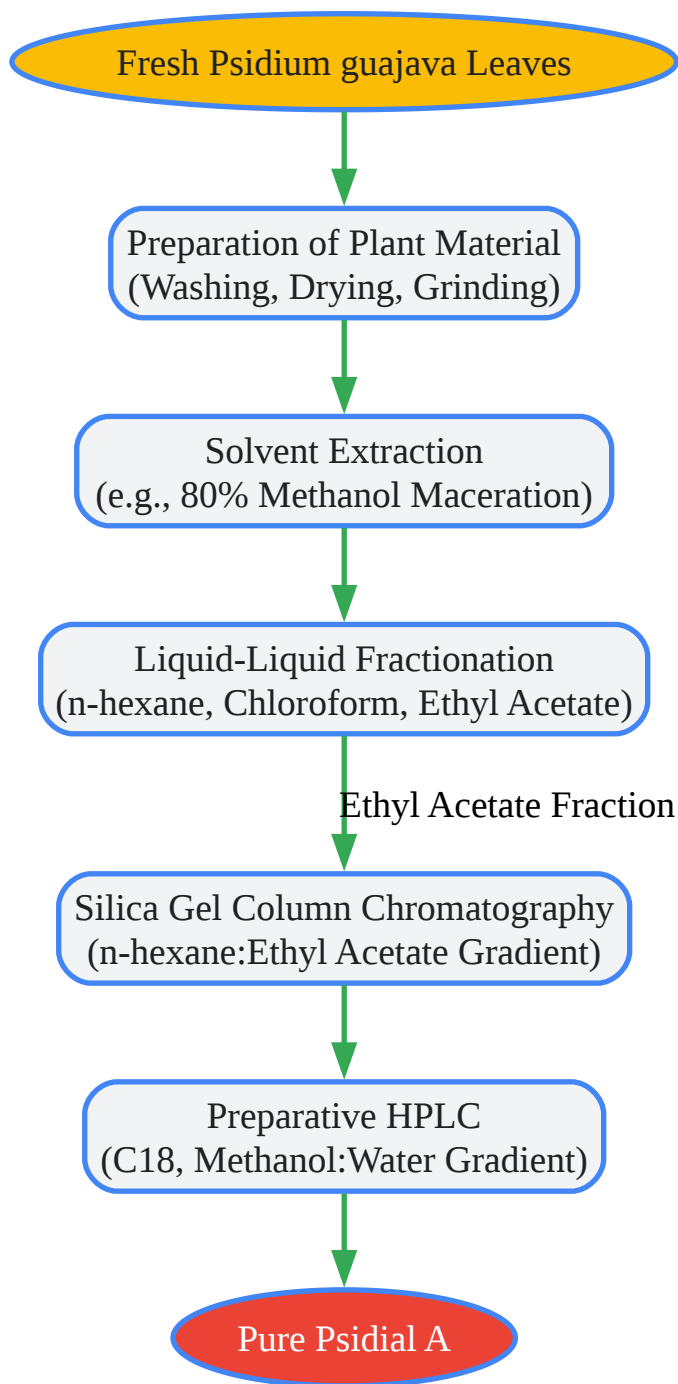 Fresh Psidium guajava Leaves
Preparation of Plant Material
(Washing, Drying, Grinding)
Solvent Extraction
(e.g., 80% Methanol Maceration)
Liquid-Liquid Fractionation
(n-hexane, Chloroform, Ethyl Acetate)
Ethyl Acetate Fraction
Silica Gel Column Chromatography
(n-hexane:Ethyl Acetate Gradient)
Preparative HPLC
(C18, Methanol:Water Gradient)
Pure Psidial A